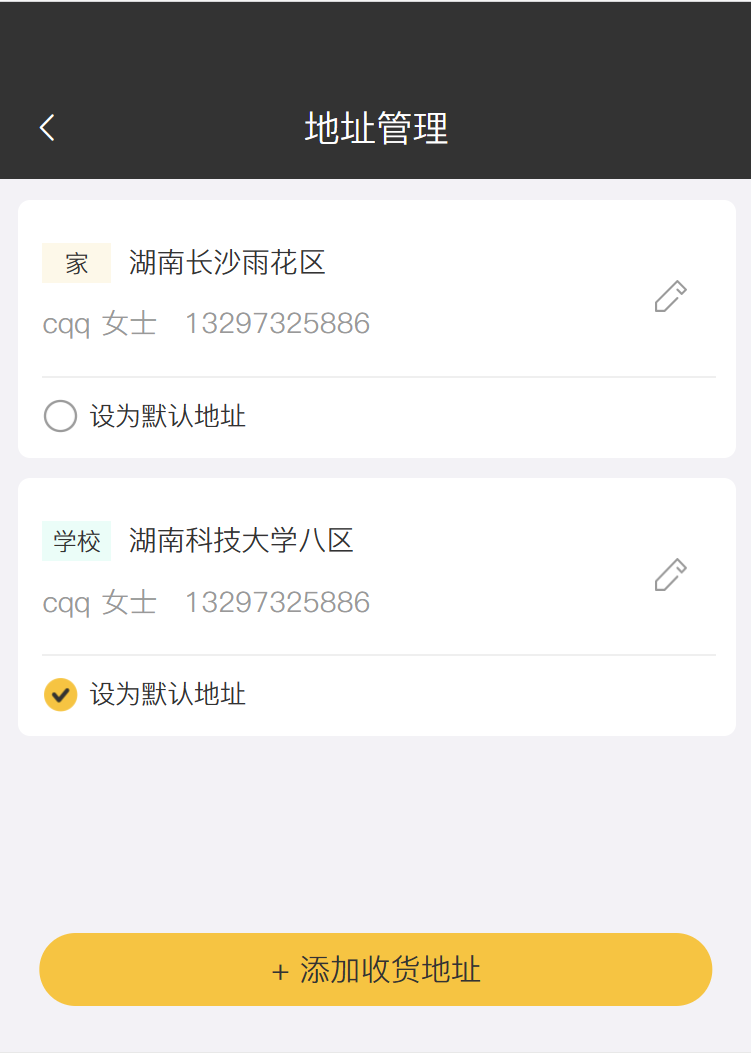 地址管理
家 湖南长沙雨花区
cqq 女士 13297325886
设为默认地址
学校 湖南科技大学八区
cqq 女士 13297325886
设为默认地址
+ 添加收货地址